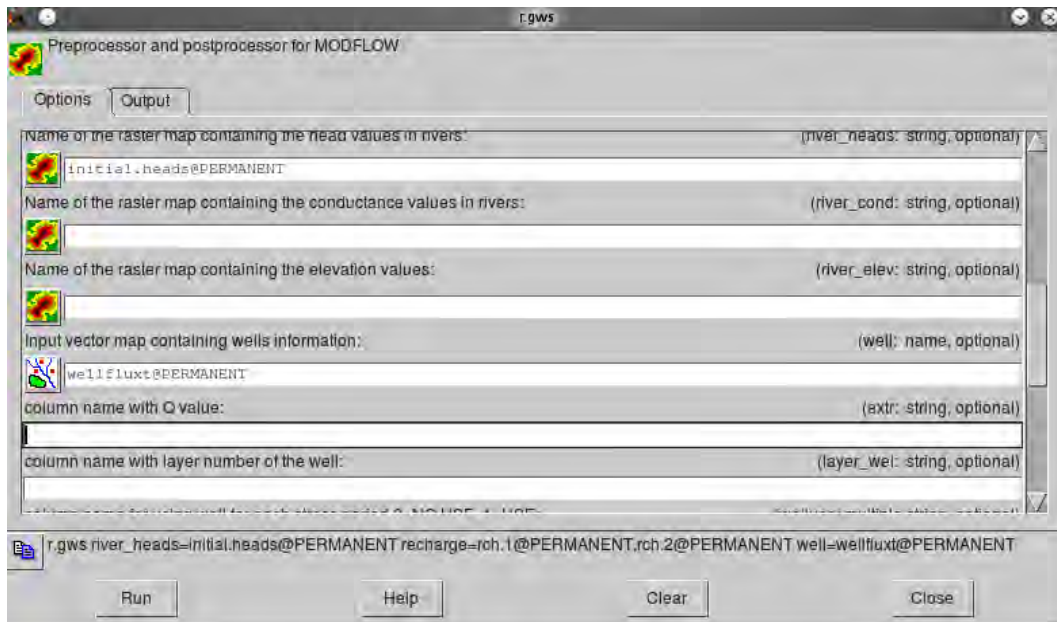 r.gws
Preprocessor and postprocessor for MODFLOW
Options Output
Name of the raster map containing the head values in rivers: (river_heads: string, optional)
initial.heads@PERMANENT
Name of the raster map containing the conductance values in rivers: (river_cond: string, optional)
Name of the raster map containing the elevation values: (river_elev: string, optional)
Input vector map containing wells information: (well: name, optional)
wellfluxt@PERMANENT
column name with Q value: (extr: string, optional)
column name with layer number of the well: (layer_wel: string, optional)
r.gws river_heads=initial.heads@PERMANENT recharge=rch.1@PERMANENT,rch.2@PERMANENT well=wellfluxt@PERMANENT
Run Help Clear Close